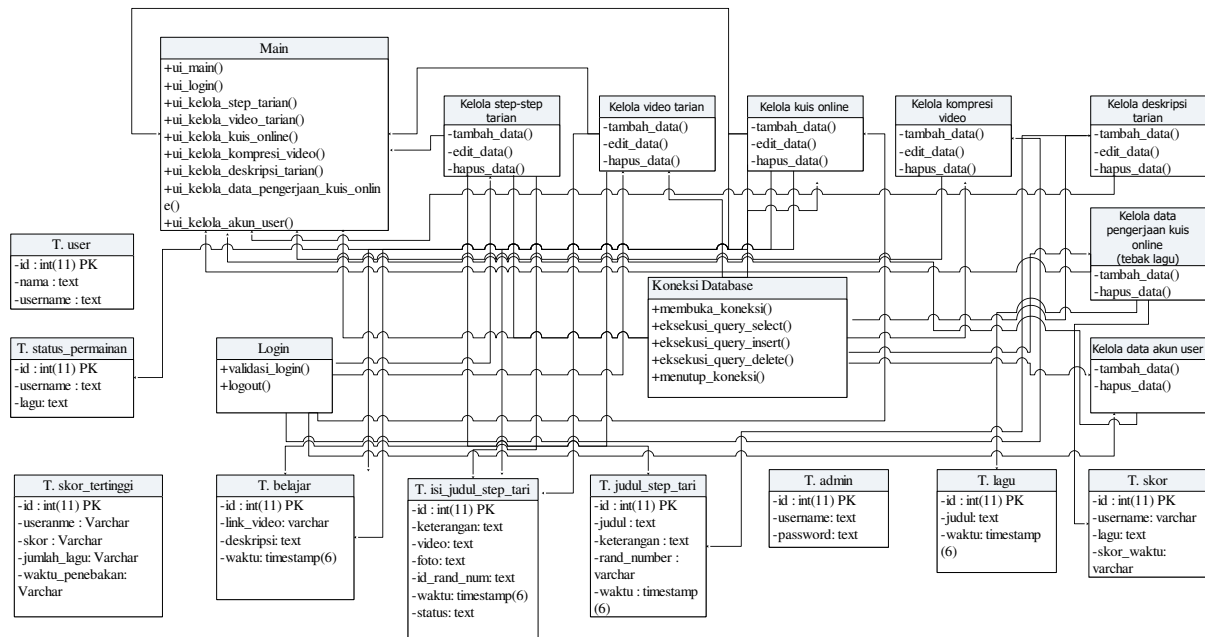 Main
+ui_main()
+ui_login()
+ui_kelola_step_tarian()
+ui_kelola_video_tarian()
+ui_kelola_kuis_online()
+ui_kelola_kompresi_video()
+ui_kelola_deskripsi_tarian()
+ui_kelola_data_pengerjaan_kuis_onlin
e()
+ui_kelola_akun_user()
Kelola step-step
tarian
-tambah_data()
-edit_data()
-hapus_data()
Kelola video tarian
-tambah_data()
-edit_data()
-hapus_data()
Kelola kuis online
-tambah_data()
-edit_data()
-hapus_data()
Kelola kompresi
video
-tambah_data()
-edit_data()
-hapus_data()
Kelola deskripsi
tarian
-tambah_data()
-edit_data()
-hapus_data()
T. user
-id : int(11) PK
-nama : text
-username : text
Kelola data
pengerjaan kuis
online
(tebak lagu)
-tambah_data()
-hapus_data()
Koneksi Database
+membuka_koneksi()
+eksekusi_query_select()
+eksekusi_query_insert()
+eksekusi_query_delete()
+menutup_koneksi()
T. status_permainan
-id : int(11) PK
-username : text
-lagu: text
Login
+validasi_login()
+logout()
Kelola data akun user
-tambah_data()
-hapus_data()
T. skor_tertinggi
-id : int(11) PK
-useranme : Varchar
-skor : Varchar
-jumlah_lagu: Varchar
-waktu_penebakan:
Varchar
T. belajar
-id : int(11) PK
-link_video: varchar
-deskripsi: text
-waktu: timestamp(6)
T. isi_judul_step_tari
-id : int(11) PK
-keterangan: text
-video: text
-foto: text
-id_rand_num: text
-waktu: timestamp(6)
-status: text
T. judul_step_tari
-id : int(11) PK
-judul : text
-keterangan : text
-rand_number :
varchar
-waktu : timestamp
(6)
T. admin
-id : int(11) PK
-username: text
-password: text
T. lagu
-id : int(11) PK
-judul: text
-waktu: timestamp
(6)
T. skor
-id : int(11) PK
-username: varchar
-lagu: text
-skor_waktu:
varchar